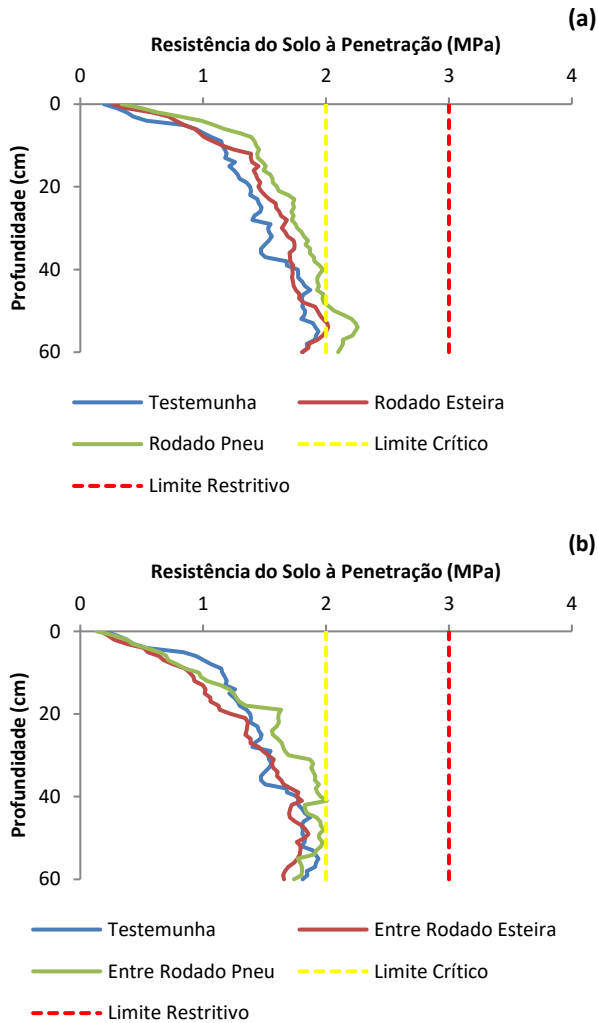 (a)
Resistência do Solo à Penetração (MPa)
0 1 2 3 4
0
20
40
60
Profundidade (cm)
Testemunha Rodado Esteira
Rodado Pneu Limite Crítico
Limite Restritivo
(b)
Resistência do Solo à Penetração (MPa)
0 1 2 3 4
0
20
40
60
Profundidade (cm)
Testemunha Entre Rodado Esteira
Entre Rodado Pneu Limite Crítico
Limite Restritivo